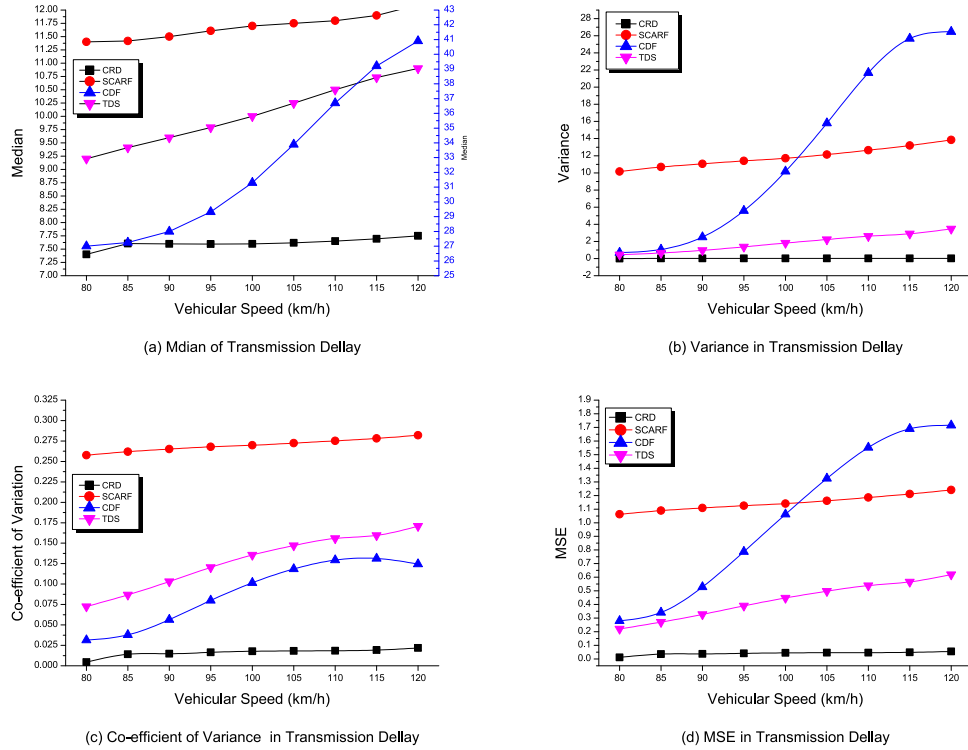 12.00
11.75
11.50
11.25
11.00
10.75
10.50
10.25
10.00
9.75
9.50
9.25
9.00
8.75
8.50
8.25
8.00
7.75
7.50
7.25
7.00
Median
CRD
SCARF
CDF
TDS
43
42
41
40
39
38
37
36
35
34
33
32
31
30
29
28
27
26
25
Median
80 85 90 95 100 105 110 115 120
Vehicular Speed (km/h)
(a) Mdian of Transmission Dellay
28
26
24
22
20
18
16
14
12
10
8
6
4
2
0
-2
Variance
CRD
SCARF
CDF
TDS
80 85 90 95 100 105 110 115 120
Vehicular Speed (km/h)
(b) Variance in Transmission Dellay
0.325
0.300
0.275
0.250
0.225
0.200
0.175
0.150
0.125
0.100
0.075
0.050
0.025
0.000
Co-efficient of Variation
CRD
SCARF
CDF
TDS
80 85 90 95 100 105 110 115 120
Vehicular Speed (km/h)
(c) Co-efficient of Variance in Transmission Dellay
1.9
1.8
1.7
1.6
1.5
1.4
1.3
1.2
1.1
1.0
0.9
0.8
0.7
0.6
0.5
0.4
0.3
0.2
0.1
0.0
MSE
CRD
SCARF
CDF
TDS
80 85 90 95 100 105 110 115 120
Vehicular Speed (km/h)
(d) MSE in Transmission Dellay